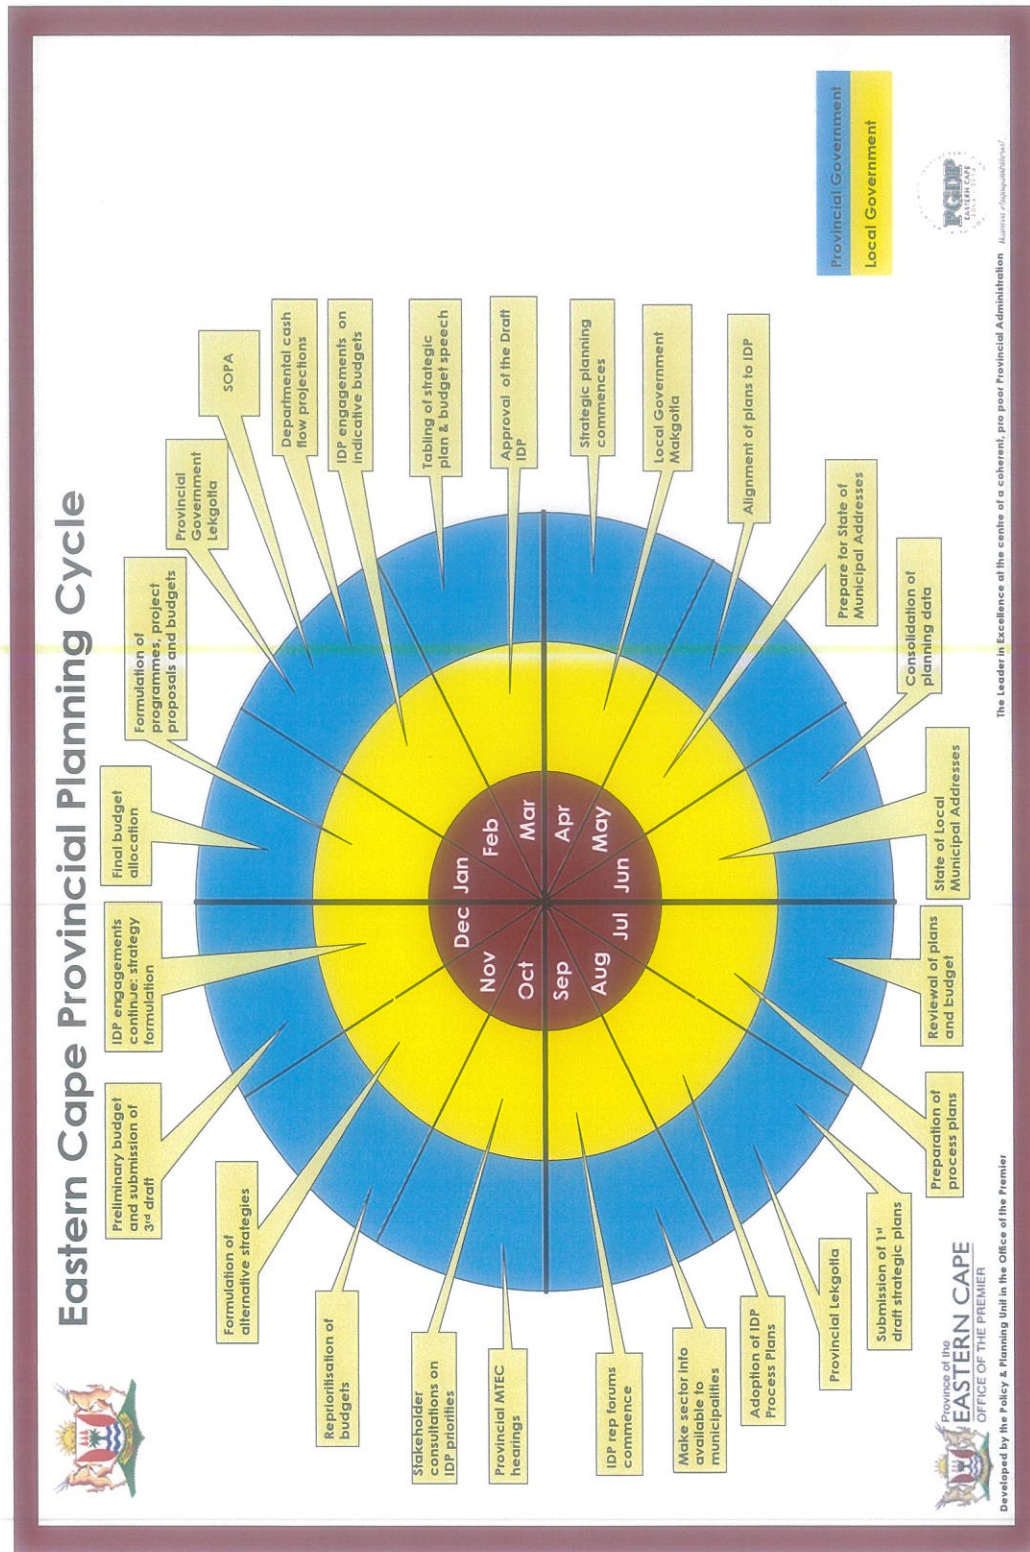 Eastern Cape Provincial Planning Cycle
Preliminary budget
and submission of
3rd draft
IDP engagements
continue: strategy
formulation
Final budget
allocation
Formulation of
programmes, project
proposals and budgets
Provincial
Government
Lekgotla
SOPA
Departmental cash
flow projections
IDP engagements on
indicative budgets
Tabling of strategic
plan & budget speech
Approval of the Draft
IDP
Strategic planning
commences
Local Government
Makgotla
Alignment of plans to IDP
Prepare for State of
Municipal Addresses
Consolidation of
planning data
State of Local
Municipal Addresses
Reviewal of plans
and budget
Preparation of
process plans
Submission of 1st
draft strategic plans
Provincial Lekgotla
Adoption of IDP
Process Plans
Make sector info
available to
municipalities
IDP rep forums
commence
Provincial MTEC
hearings
Stakeholder
consultations on
IDP priorities
Reprioritisation of
budgets
Formulation of
alternative strategies
Jan
Feb
Mar
Apr
May
Jun
Jul
Aug
Sep
Oct
Nov
Dec
Provincial Government
Local Government
Province of the
EASTERN CAPE
OFFICE OF THE PREMIER
PGDP
EASTERN CAPE
Developed by the Policy & Planning Unit in the Office of the Premier
The Leader in Excellence at the centre of a coherent, pro poor Provincial Administration